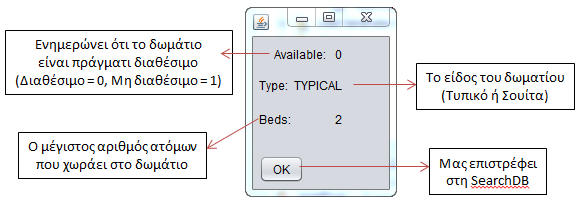 Ενημερώνει ότι το δωμάτιο
είναι πράγματι διαθέσιμο
(Διαθέσιμο = 0, Μη διαθέσιμο = 1)
Available: 0
Type: TYPICAL
Το είδος του δωματίου
(Τυπικό ή Σουίτα)
Beds: 2
Ο μέγιστος αριθμός ατόμων
που χωράει στο δωμάτιο
OK
Μας επιστρέφει
στη SearchDB